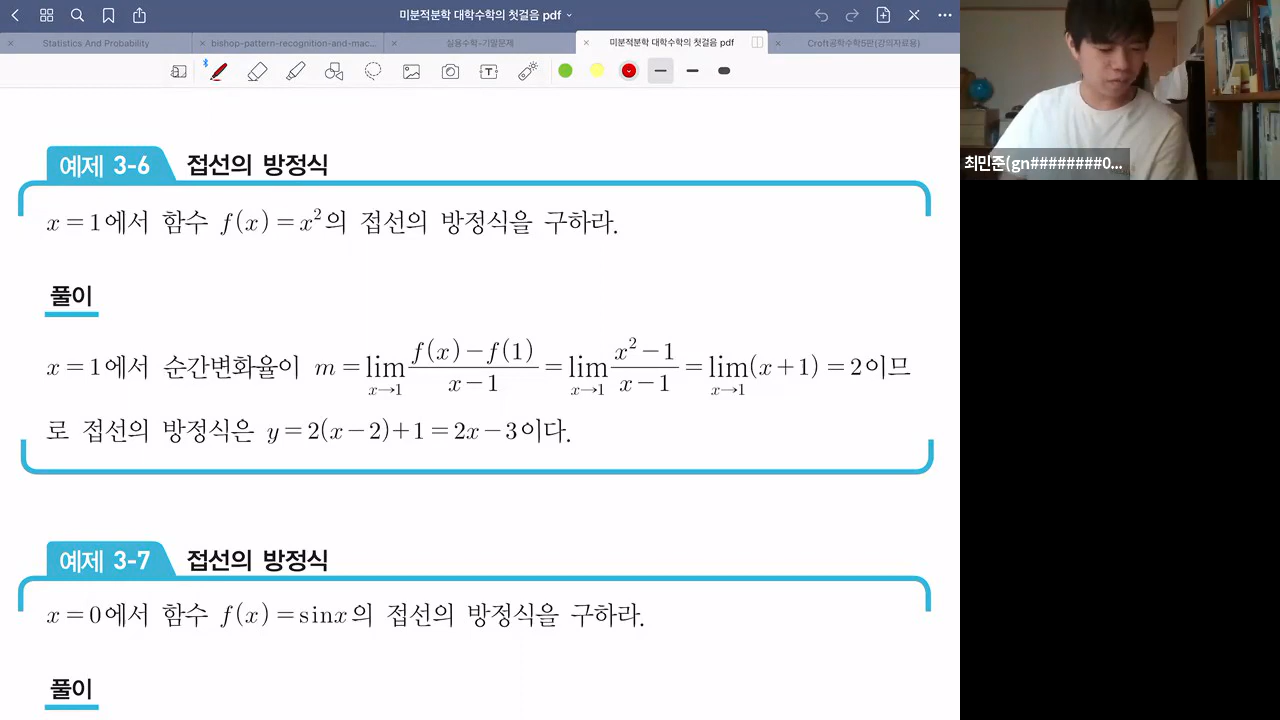 미분적분학 대학수학의 첫걸음 pdf
Statistics And Probability
bishop-pattern-recognition-and-mac...
실용수학-기말문제
미분적분학 대학수학의 첫걸음 pdf
Croft공학수학5판(강의자료용)
최민준(gn########0...
예제 3-6 접선의 방정식
x=1에서 함수 f(x)=x²의 접선의 방정식을 구하라.
풀이
x=1에서 순간변화율이 m=lim_{x→1} (f(x)-f(1))/(x-1) = lim_{x→1} (x²-1)/(x-1) = lim_{x→1}(x+1)=2이므
로 접선의 방정식은 y=2(x-2)+1=2x-3이다.
예제 3-7 접선의 방정식
x=0에서 함수 f(x)=sinx의 접선의 방정식을 구하라.
풀이